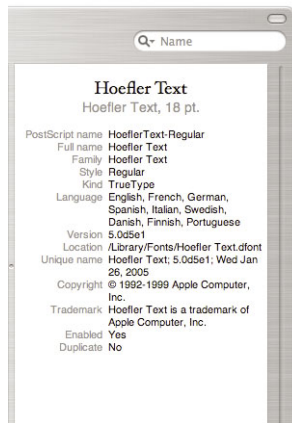 Name
Hoefler Text
Hoefler Text, 18 pt.
PostScript name HoeflerText-Regular
Full name Hoefler Text
Family Hoefler Text
Style Regular
Kind TrueType
Language English, French, German,
Spanish, Italian, Swedish,
Danish, Finnish, Portuguese
Version 5.0d5e1
Location /Library/Fonts/Hoefler Text.dfont
Unique name Hoefler Text; 5.0d5e1; Wed Jan
26, 2005
Copyright © 1992-1999 Apple Computer,
Inc.
Trademark Hoefler Text is a trademark of
Apple Computer, Inc.
Enabled Yes
Duplicate No